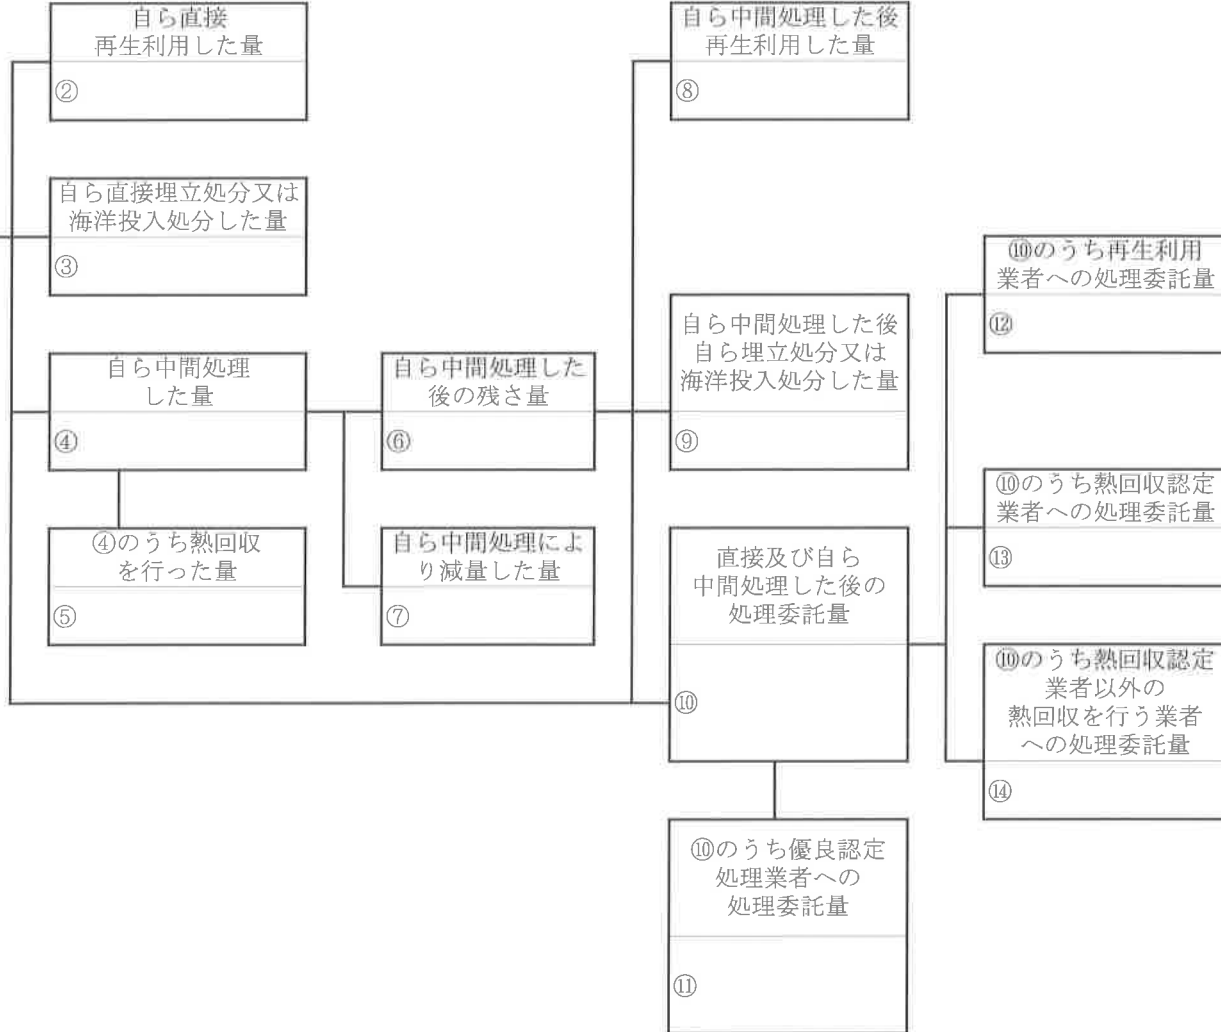 自ら直接
再生利用した量
②
自ら直接埋立処分又は
海洋投入処分した量
③
自ら中間処理
した量
④
④のうち熱回収
を行った量
⑤
自ら中間処理した
後の残さ量
⑥
自ら中間処理によ
り減量した量
⑦
自ら中間処理した後
再生利用した量
⑧
自ら中間処理した後
自ら埋立処分又は
海洋投入処分した量
⑨
直接及び自ら
中間処理した後の
処理委託量
⑩
⑩のうち優良認定
処理業者への
処理委託量
⑪
⑩のうち再生利用
業者への処理委託量
⑫
⑩のうち熱回収認定
業者への処理委託量
⑬
⑩のうち熱回収認定
業者以外の
熱回収を行う業者
への処理委託量
⑭